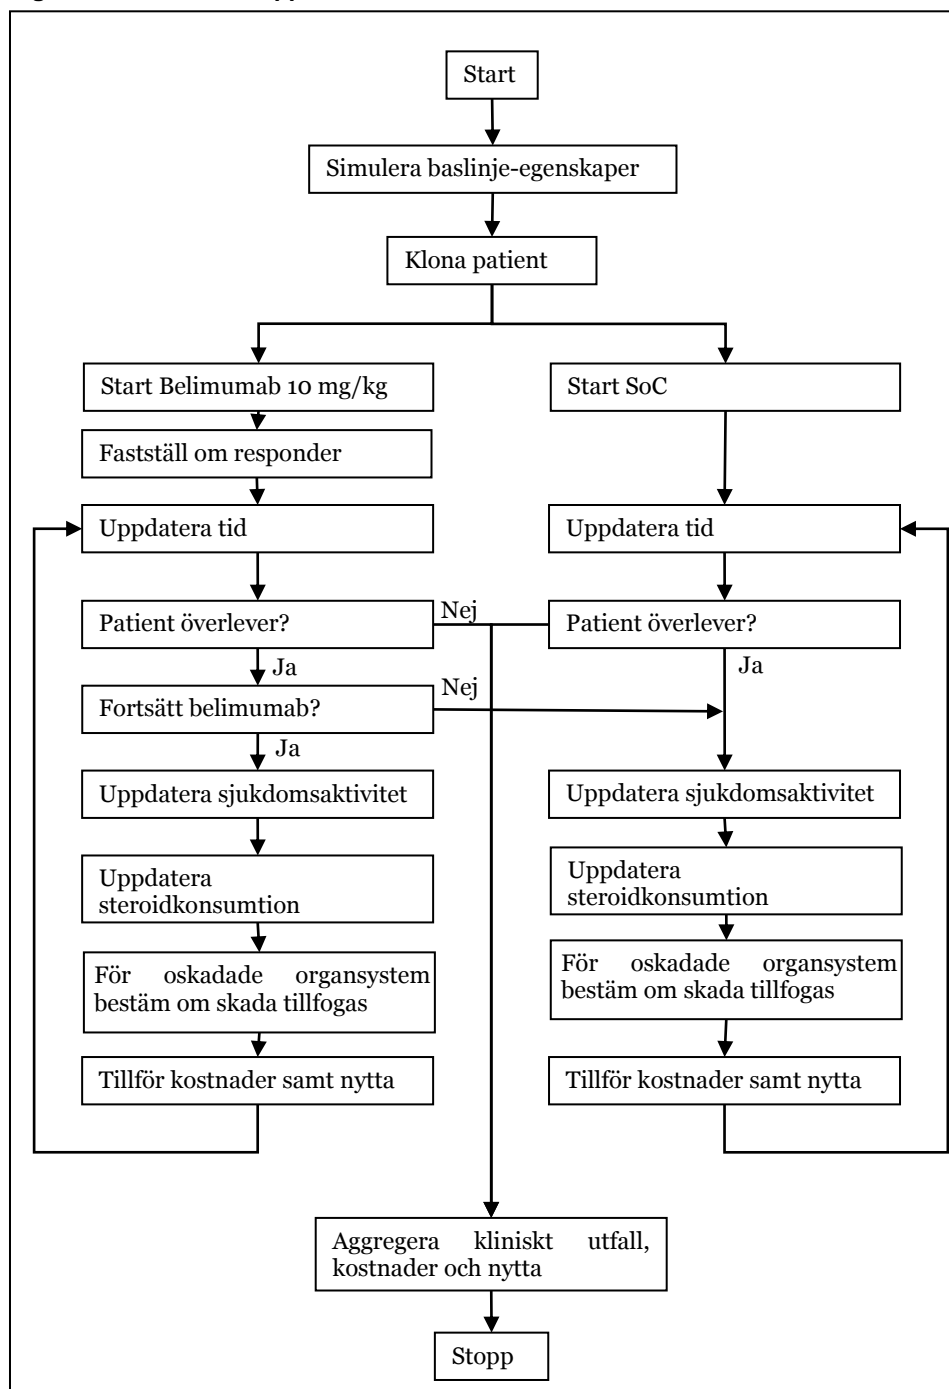 Start
Simulera baslinje-egenskaper
Klona patient
Start Belimumab 10 mg/kg
Start SoC
Fastställ om responder
Uppdatera tid
Uppdatera tid
Patient överlever?
Nej
Patient överlever?
Ja
Ja
Fortsätt belimumab?
Nej
Ja
Uppdatera sjukdomsaktivitet
Uppdatera sjukdomsaktivitet
Uppdatera
steroidkonsumtion
Uppdatera
steroidkonsumtion
För oskadade organsystem
bestäm om skada tillfogas
För oskadade organsystem
bestäm om skada tillfogas
Tillför kostnader samt nytta
Tillför kostnader samt nytta
Aggregera kliniskt utfall,
kostnader och nytta
Stopp